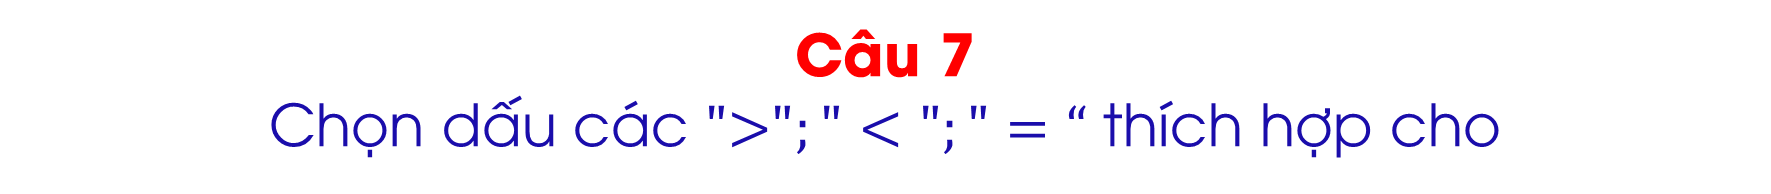 Câu 7
Chọn dấu các ">"; " < "; " = “ thích hợp cho